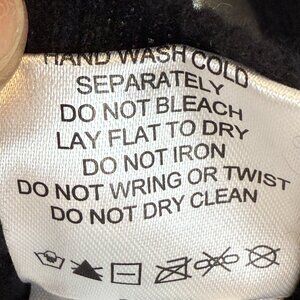 HAND WASH COLD
SEPARATELY
DO NOT BLEACH
LAY FLAT TO DRY
DO NOT IRON
DO NOT WRING OR TWIST
DO NOT DRY CLEAN